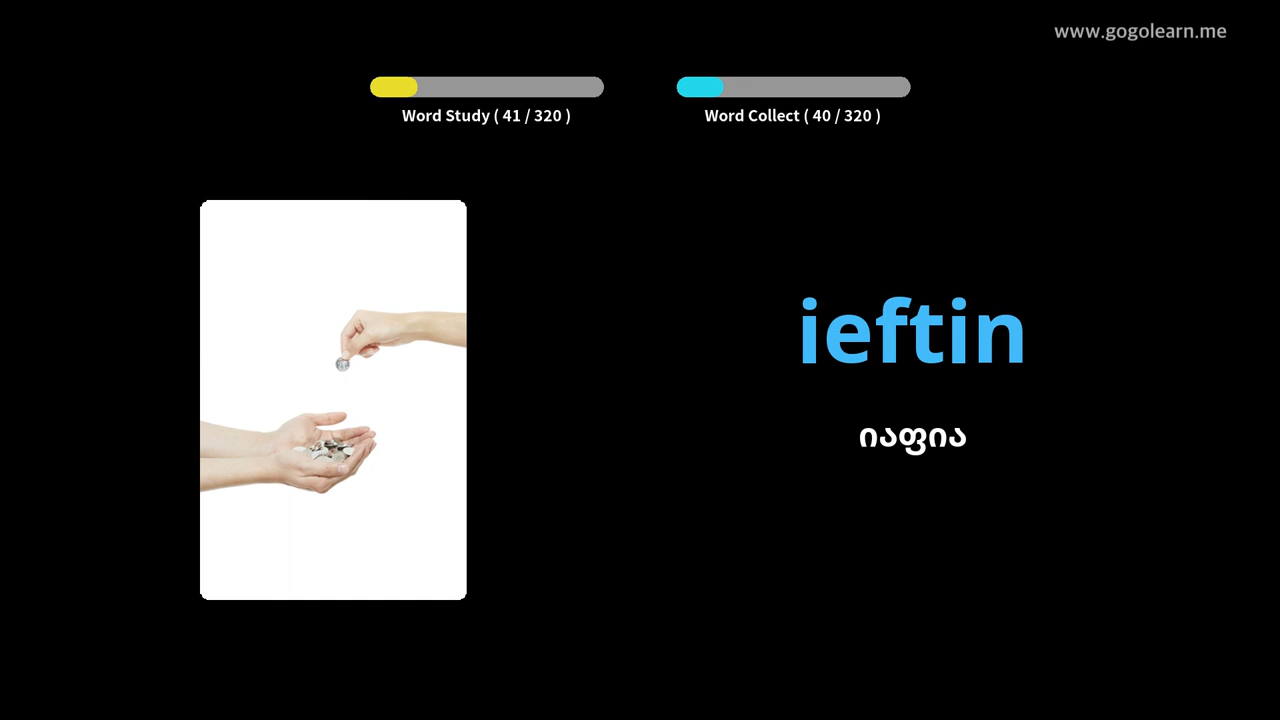 www.gogolearn.me
Word Study ( 41 / 320 )
Word Collect ( 40 / 320 )
ieftin
იაფია